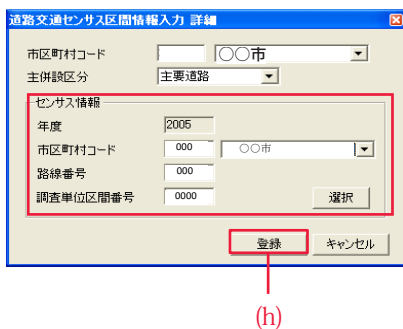 道路交通センサス区間情報入力 詳細
市区町村コード ○○市
主併設区分 主要道路
センサス情報
年度 2005
市区町村コード 000 ○○市
路線番号 000
調査単位区間番号 0000 選択
登録 キャンセル
(h)